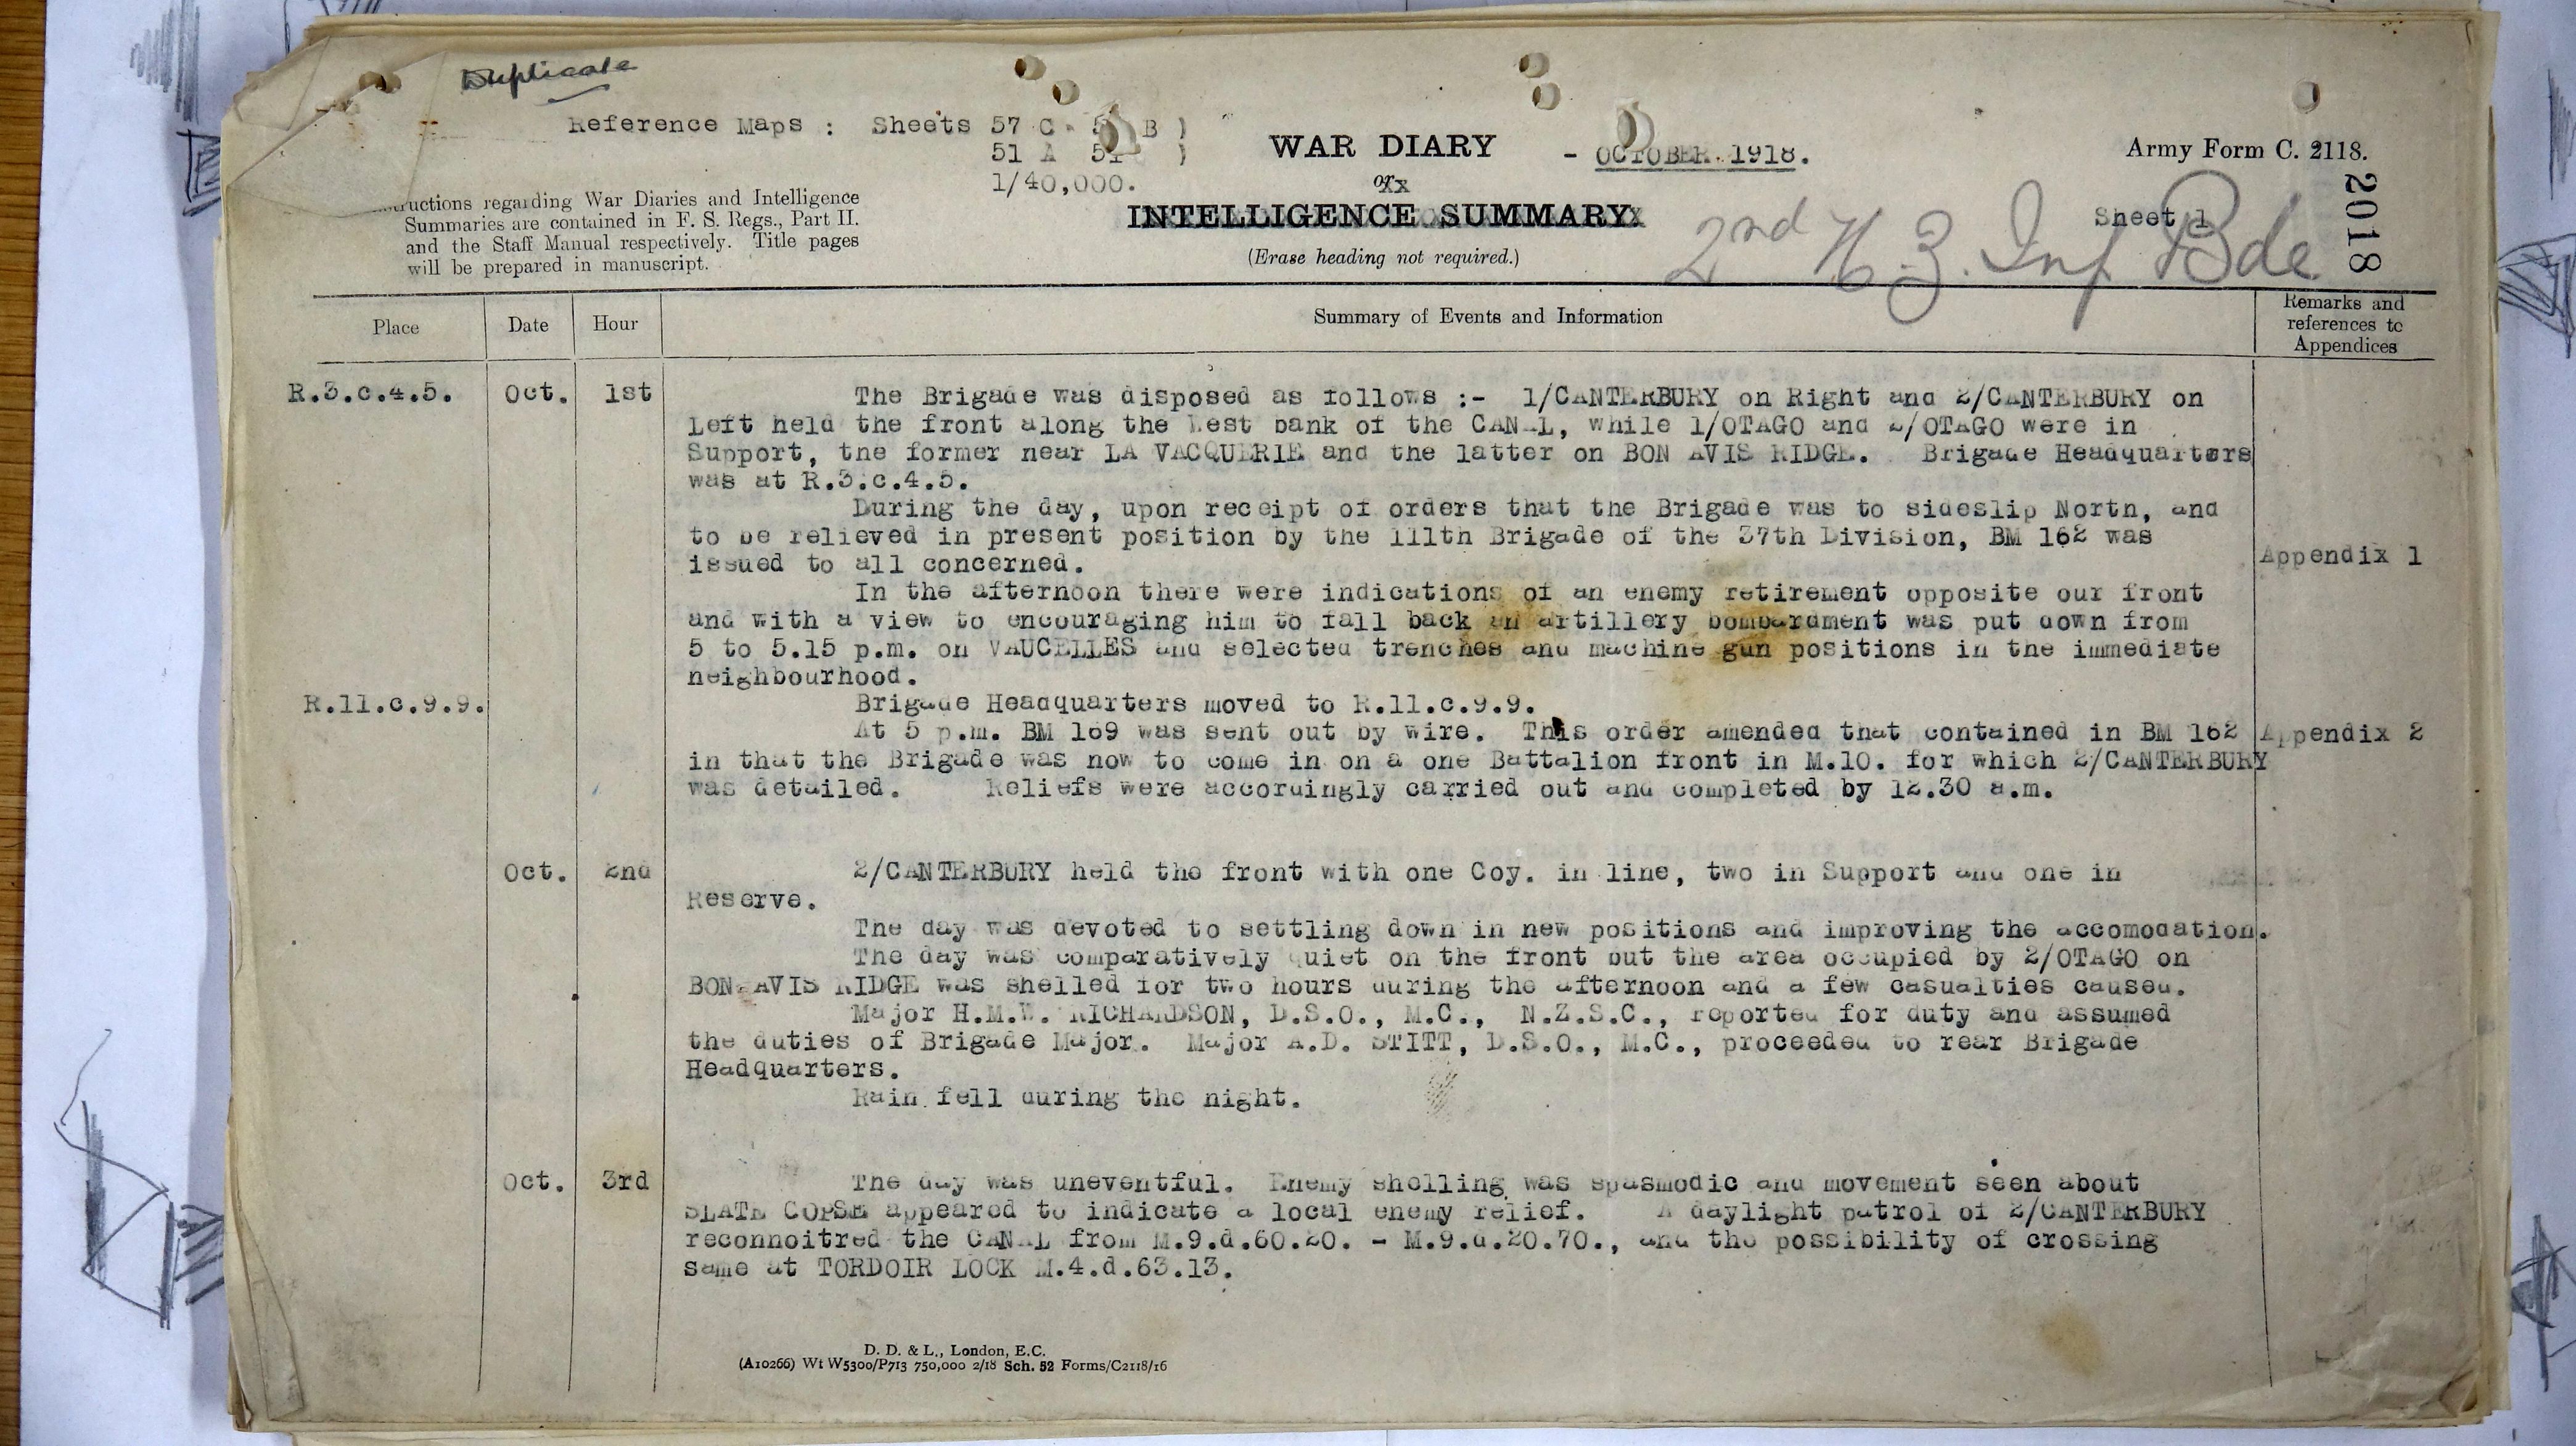 Duplicate
Reference Maps : Sheets 57 C B )
51 A 51 )
1/40,000.
WAR DIARY - OCTOBER. 1918.
or
INTELLIGENCE SUMMARY.
(Erase heading not required.)
Army Form C. 2118.
Sheet 1
2018
2nd N.Z. Inf Bde
regarding War Diaries and Intelligence
Summaries are contained in F. S. Regs., Part II.
and the Staff Manual respectively. Title pages
will be prepared in manuscript.
Place Date Hour Summary of Events and Information Remarks and
references to
Appendices
R.3.c.4.5. Oct. 1st The Brigade was disposed as follows :- 1/CANTERBURY on Right and 2/CANTERBURY on
Left held the front along the West bank of the CANAL, while 1/OTAGO and 2/OTAGO were in
Support, the former near LA VACQUERIE and the latter on BON AVIS RIDGE. Brigade Headquarters
was at R.3.c.4.5.
During the day, upon receipt of orders that the Brigade was to sideslip North, and
to be relieved in present position by the 111th Brigade of the 37th Division, BM 162 was
issued to all concerned. Appendix 1
In the afternoon there were indications of an enemy retirement opposite our front
and with a view to encouraging him to fall back an artillery bombardment was put down from
5 to 5.15 p.m. on VAUCELLES and selected trenches and machine gun positions in the immediate
neighbourhood.
R.11.c.9.9. Brigade Headquarters moved to R.11.c.9.9.
At 5 p.m. BM 169 was sent out by wire. This order amended that contained in BM 162 Appendix 2
in that the Brigade was now to come in on a one Battalion front in M.10. for which 2/CANTERBURY
was detailed. Reliefs were accordingly carried out and completed by 12.30 a.m.
Oct. 2nd 2/CANTERBURY held the front with one Coy. in line, two in Support and one in
Reserve.
The day was devoted to settling down in new positions and improving the accomodation.
The day was comparatively quiet on the front but the area occupied by 2/OTAGO on
BON AVIS RIDGE was shelled for two hours during the afternoon and a few casualties caused.
Major H.M.W. RICHARDSON, D.S.O., M.C., N.Z.S.C., reported for duty and assumed
the duties of Brigade Major. Major A.D. STITT, D.S.O., M.C., proceeded to rear Brigade
Headquarters.
Rain fell during the night.
Oct. 3rd The day was uneventful. Enemy shelling was spasmodic and movement seen about
SLATE COPSE appeared to indicate a local enemy relief. A daylight patrol of 2/CANTERBURY
reconnoitred the CANAL from M.9.d.60.20. - M.9.d.20.70., and the possibility of crossing
same at TORDOIR LOCK M.4.d.63.13.
D. D. & L., London, E.C.
(A10266) Wt W5300/P713 750,000 2/18 Sch. 52 Forms/C2118/16